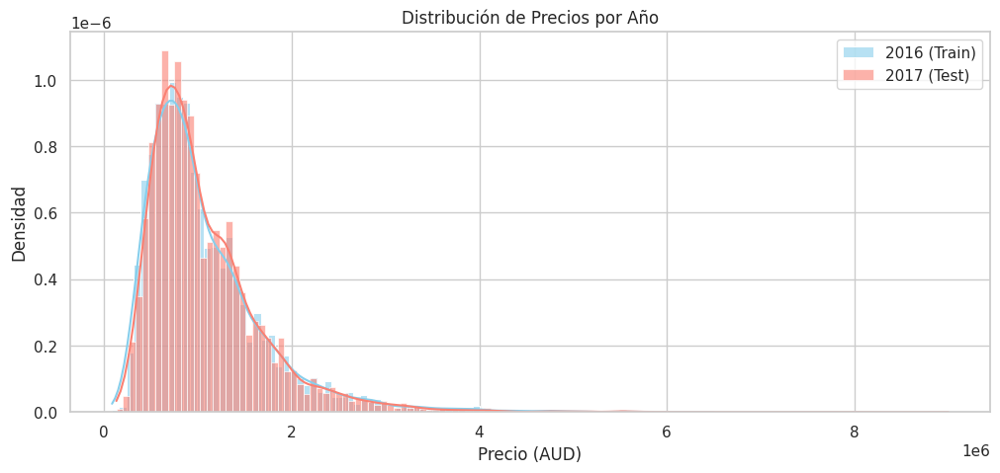 Distribución de Precios por Año
1e−6
2016 (Train)
2017 (Test)
1.0
0.8
0.6
0.4
0.2
0.0
Densidad
0
2
4
6
8
1e6
Precio (AUD)